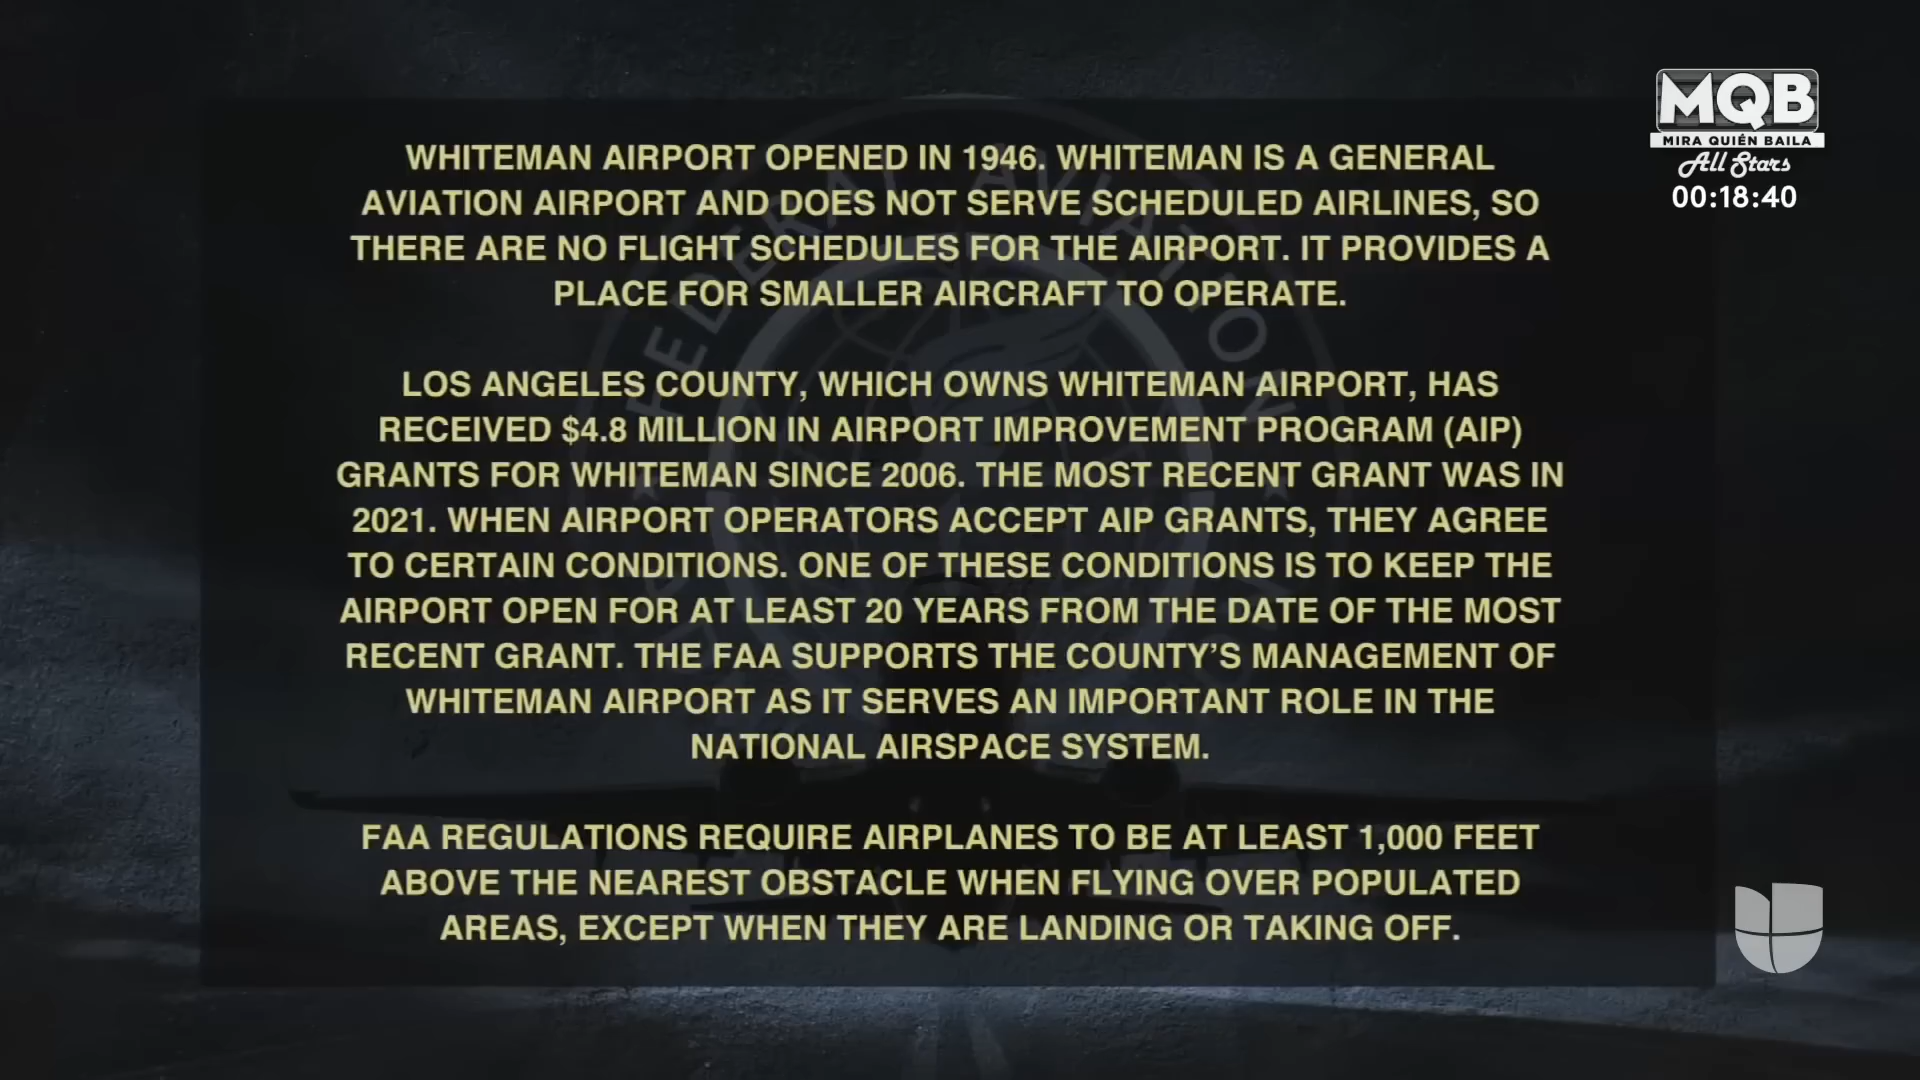 MQB
MIRA QUIÉN BAILA
All Stars
00:18:40
WHITEMAN AIRPORT OPENED IN 1946. WHITEMAN IS A GENERAL
AVIATION AIRPORT AND DOES NOT SERVE SCHEDULED AIRLINES, SO
THERE ARE NO FLIGHT SCHEDULES FOR THE AIRPORT. IT PROVIDES A
PLACE FOR SMALLER AIRCRAFT TO OPERATE.
LOS ANGELES COUNTY, WHICH OWNS WHITEMAN AIRPORT, HAS
RECEIVED $4.8 MILLION IN AIRPORT IMPROVEMENT PROGRAM (AIP)
GRANTS FOR WHITEMAN SINCE 2006. THE MOST RECENT GRANT WAS IN
2021. WHEN AIRPORT OPERATORS ACCEPT AIP GRANTS, THEY AGREE
TO CERTAIN CONDITIONS. ONE OF THESE CONDITIONS IS TO KEEP THE
AIRPORT OPEN FOR AT LEAST 20 YEARS FROM THE DATE OF THE MOST
RECENT GRANT. THE FAA SUPPORTS THE COUNTY’S MANAGEMENT OF
WHITEMAN AIRPORT AS IT SERVES AN IMPORTANT ROLE IN THE
NATIONAL AIRSPACE SYSTEM.
FAA REGULATIONS REQUIRE AIRPLANES TO BE AT LEAST 1,000 FEET
ABOVE THE NEAREST OBSTACLE WHEN FLYING OVER POPULATED
AREAS, EXCEPT WHEN THEY ARE LANDING OR TAKING OFF.
FEDERAL AVIATION